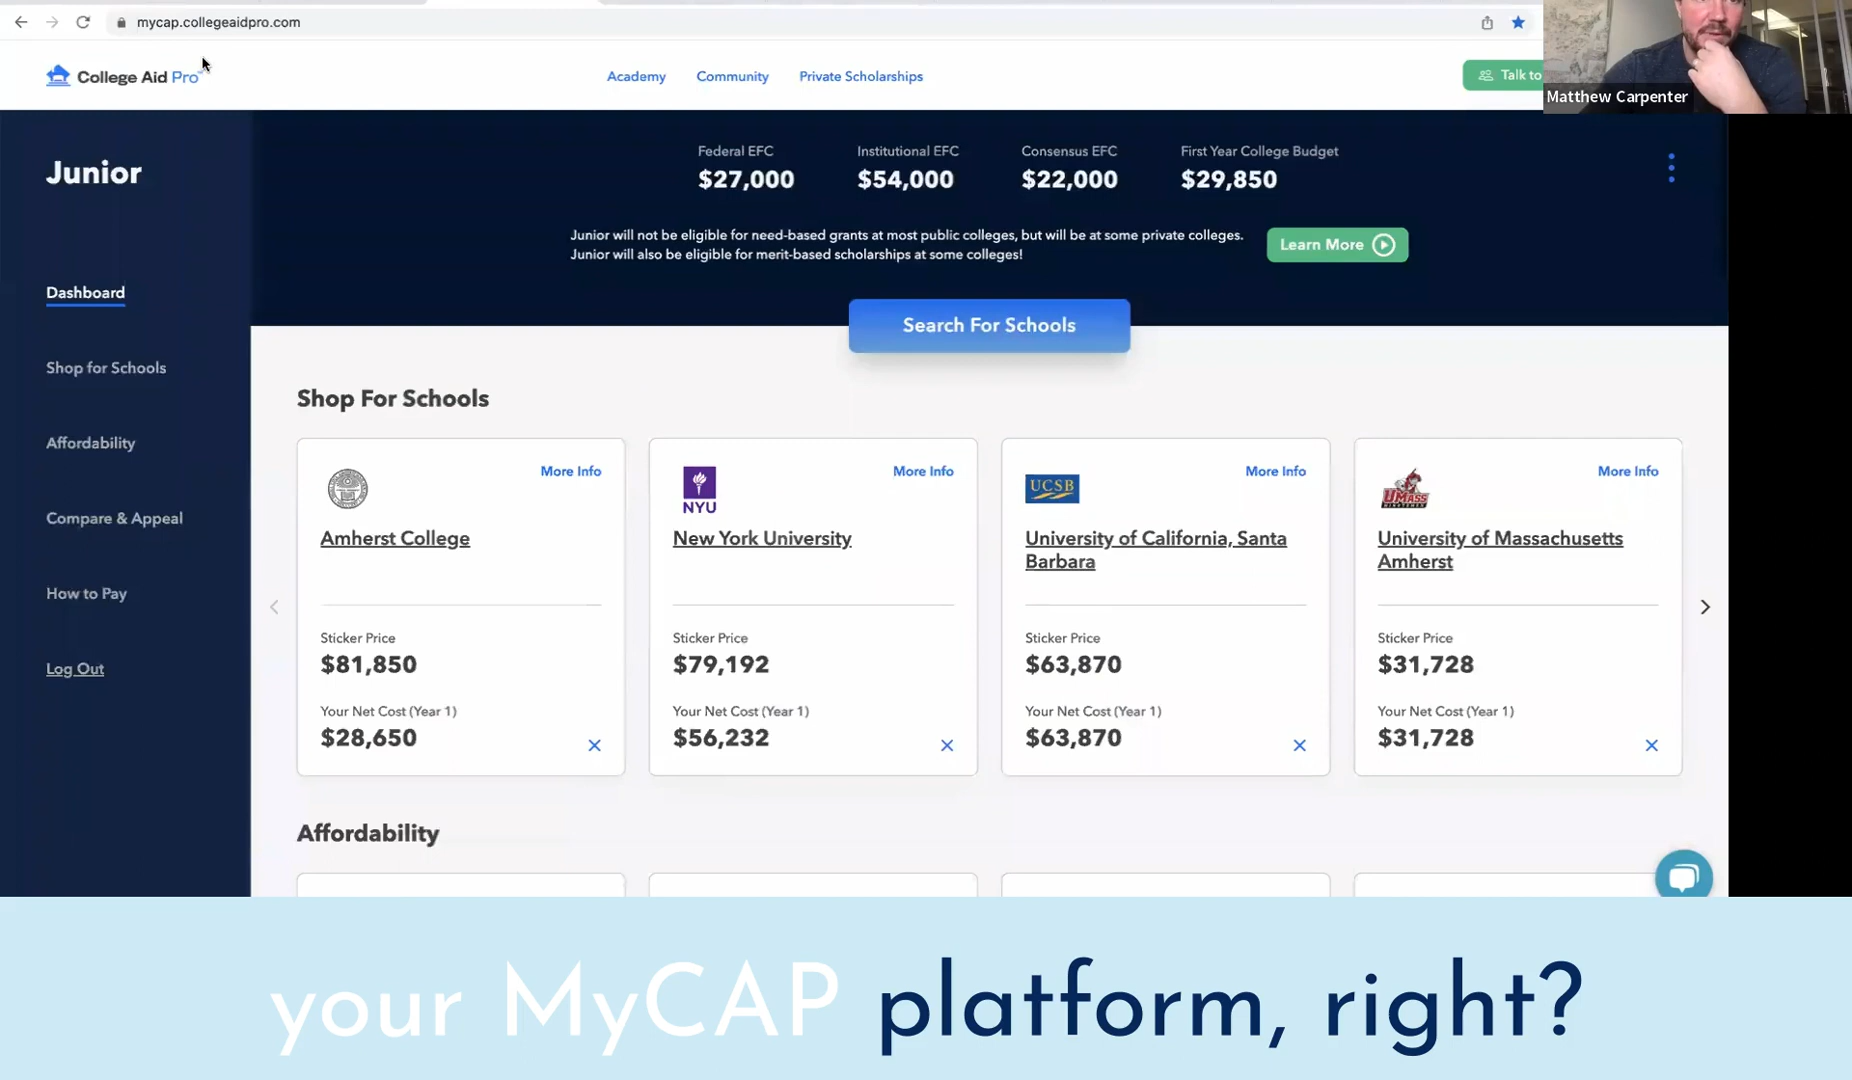 mycap.collegeaidpro.com
College Aid Pro
Academy
Community
Private Scholarships
Talk to
Matthew Carpenter
Junior
Federal EFC
$27,000
Institutional EFC
$54,000
Consensus EFC
$22,000
First Year College Budget
$29,850
Junior will not be eligible for need-based grants at most public colleges, but will be at some private colleges.
Junior will also be eligible for merit-based scholarships at some colleges!
Learn More
Dashboard
Shop for Schools
Affordability
Compare & Appeal
How to Pay
Log Out
Search For Schools
Shop For Schools
More Info
Amherst College
Sticker Price
$81,850
Your Net Cost (Year 1)
$28,650
More Info
NYU
New York University
Sticker Price
$79,192
Your Net Cost (Year 1)
$56,232
More Info
UCSB
University of California, Santa
Barbara
Sticker Price
$63,870
Your Net Cost (Year 1)
$63,870
More Info
UMASS
University of Massachusetts
Amherst
Sticker Price
$31,728
Your Net Cost (Year 1)
$31,728
Affordability
your MyCAP platform, right?